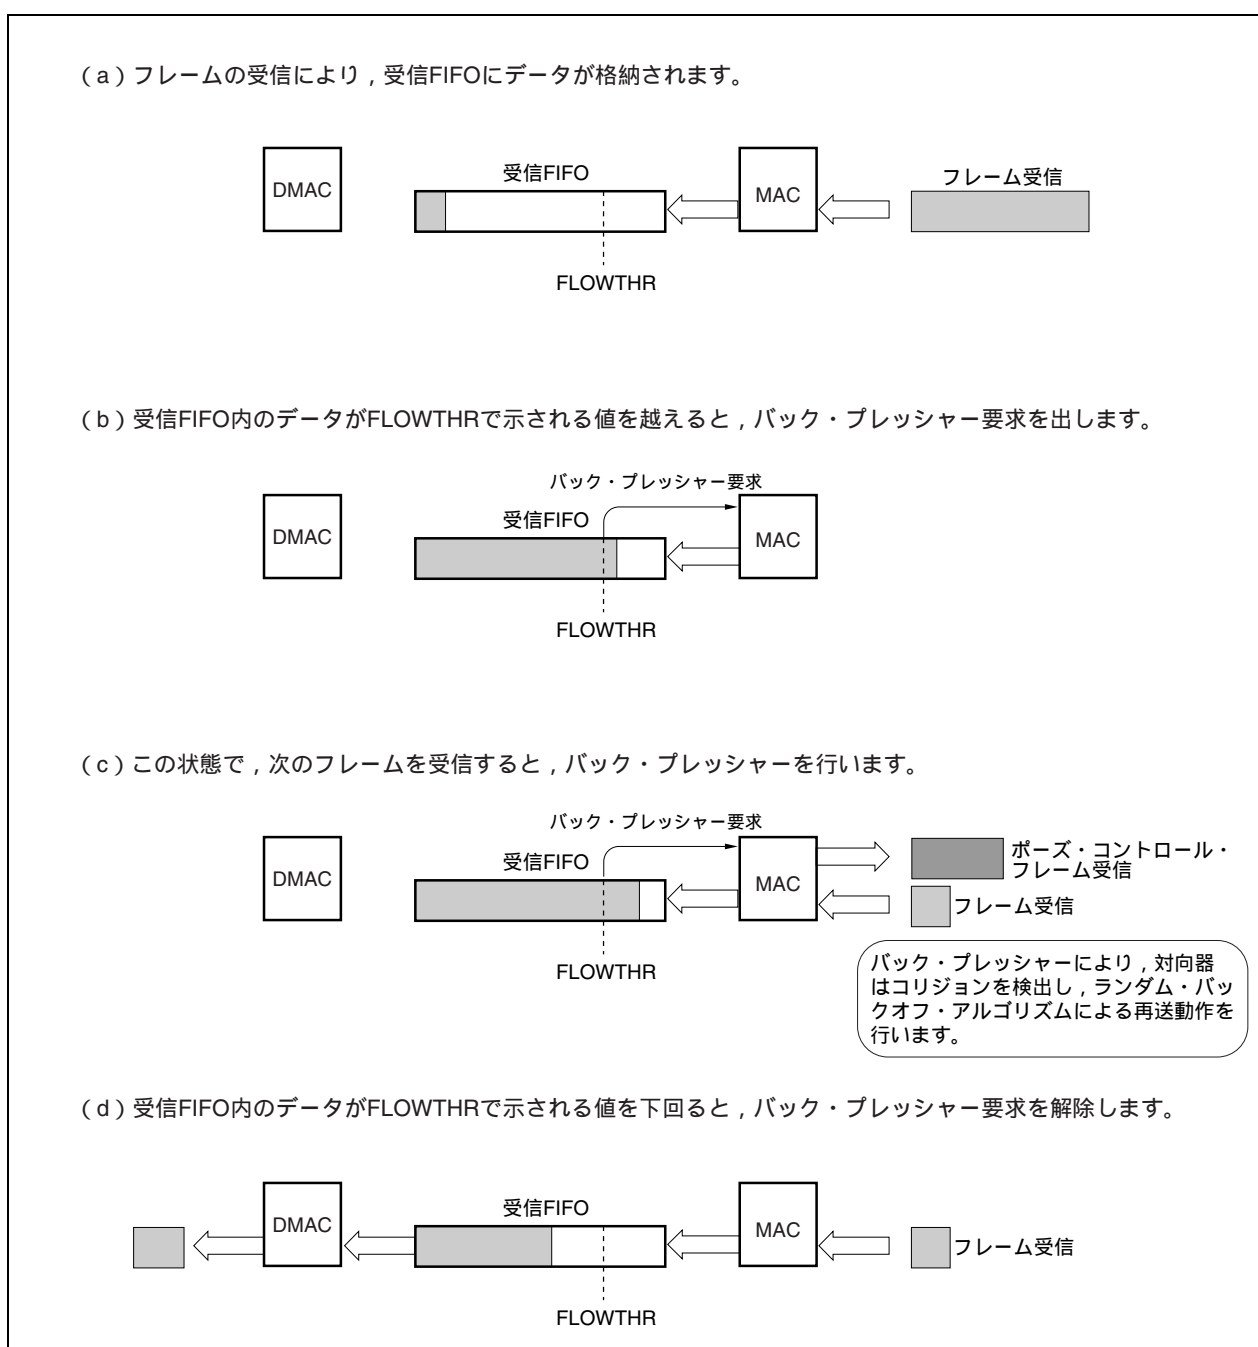 (a)フレームの受信により,受信FIFOにデータが格納されます。
DMAC
受信FIFO
MAC
フレーム受信
FLOWTHR
(b)受信FIFO内のデータがFLOWTHRで示される値を越えると,バック・プレッシャー要求を出します。
バック・プレッシャー要求
DMAC
受信FIFO
MAC
FLOWTHR
(c)この状態で,次のフレームを受信すると,バック・プレッシャーを行います。
バック・プレッシャー要求
DMAC
受信FIFO
MAC
ポーズ・コントロール・
フレーム受信
フレーム受信
FLOWTHR
バック・プレッシャーにより,対向器
はコリジョンを検出し,ランダム・バッ
クオフ・アルゴリズムによる再送動作を
行います。
(d)受信FIFO内のデータがFLOWTHRで示される値を下回ると,バック・プレッシャー要求を解除します。
DMAC
受信FIFO
MAC
フレーム受信
FLOWTHR